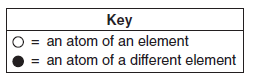 Key
= an atom of an element
= an atom of a different element